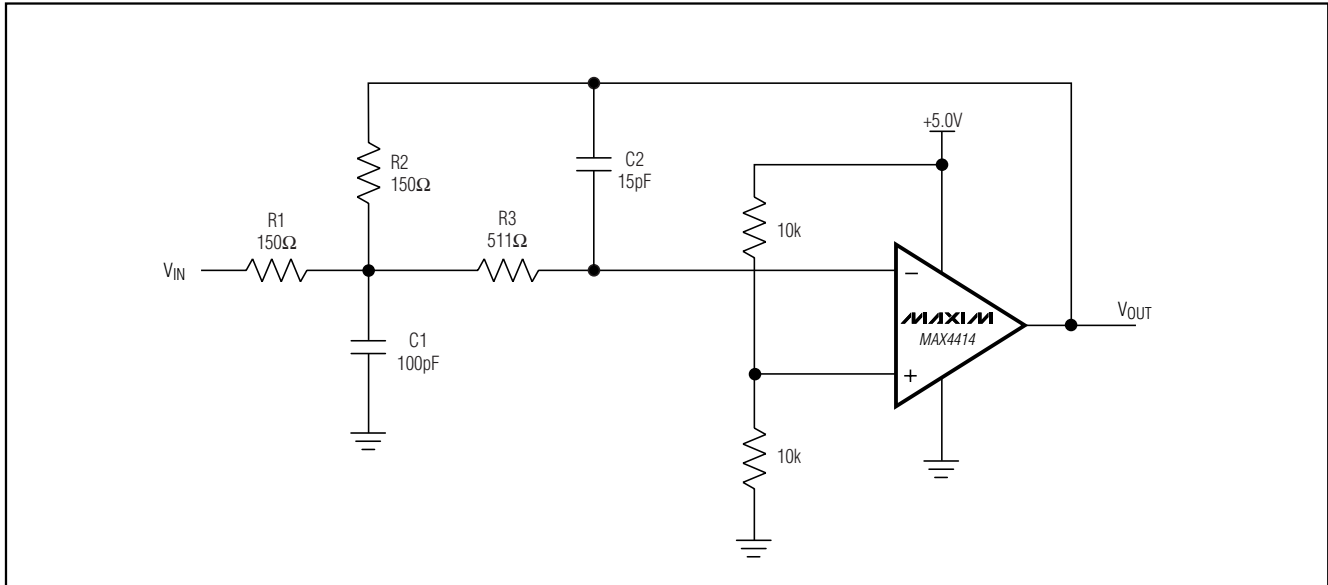 +5.0V
R2
150Ω
C2
15pF
R1
150Ω
R3
511Ω
10k
VIN
−
MAXIM
MAX4414
VOUT
C1
100pF
+
10k